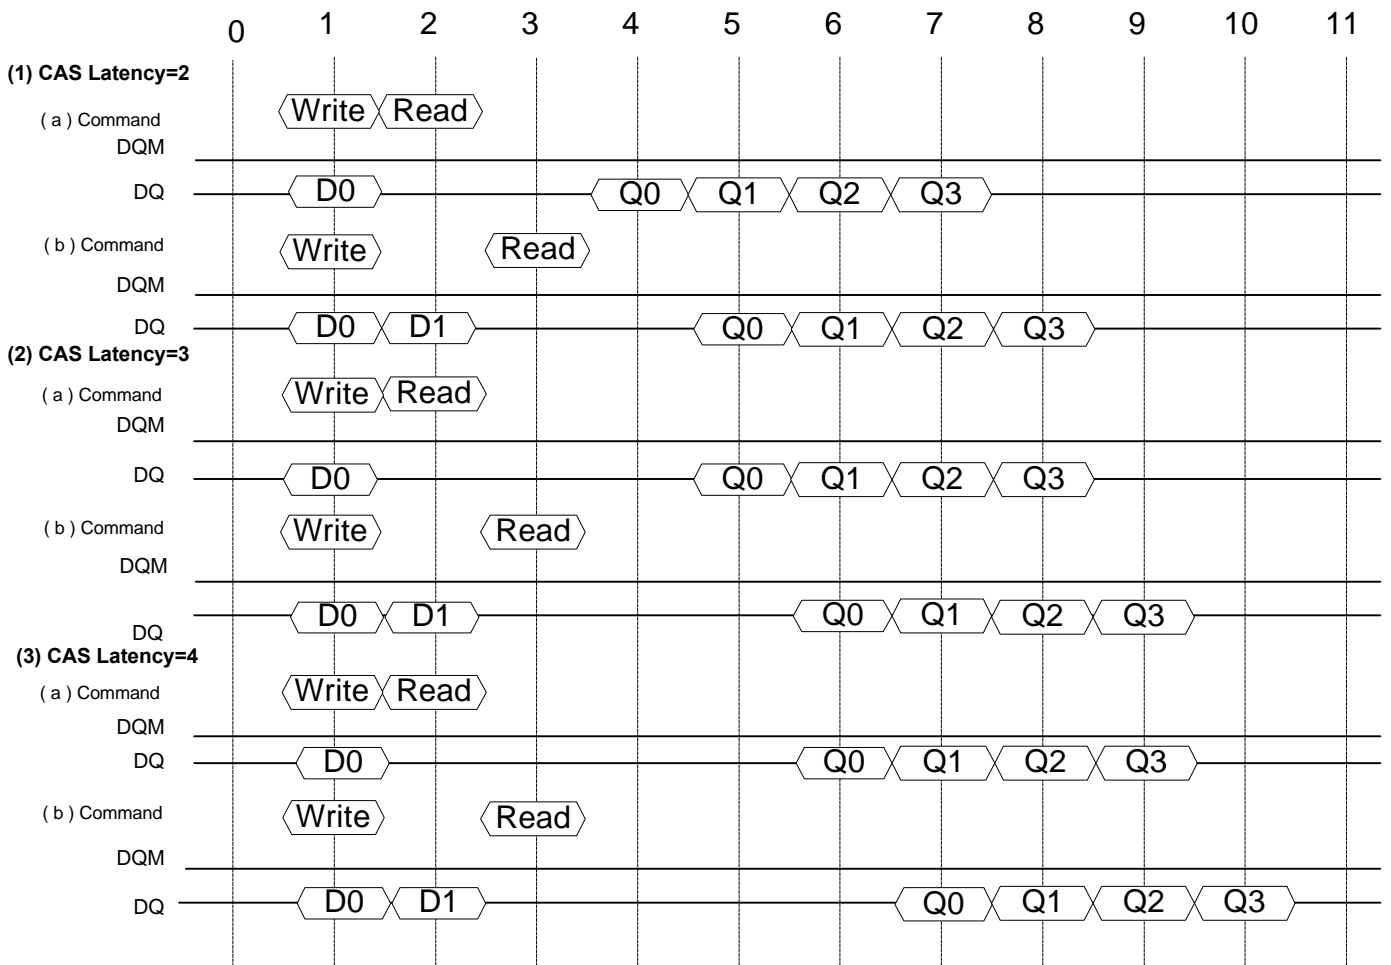 0 1 2 3 4 5 6 7 8 9 10 11
(1) CAS Latency=2
( a ) Command Write Read
DQM
DQ D0 Q0 Q1 Q2 Q3
( b ) Command Write Read
DQM
DQ D0 D1 Q0 Q1 Q2 Q3
(2) CAS Latency=3
( a ) Command Write Read
DQM
DQ D0 Q0 Q1 Q2 Q3
( b ) Command Write Read
DQM
DQ D0 D1 Q0 Q1 Q2 Q3
(3) CAS Latency=4
( a ) Command Write Read
DQM
DQ D0 Q0 Q1 Q2 Q3
( b ) Command Write Read
DQM
DQ D0 D1 Q0 Q1 Q2 Q3